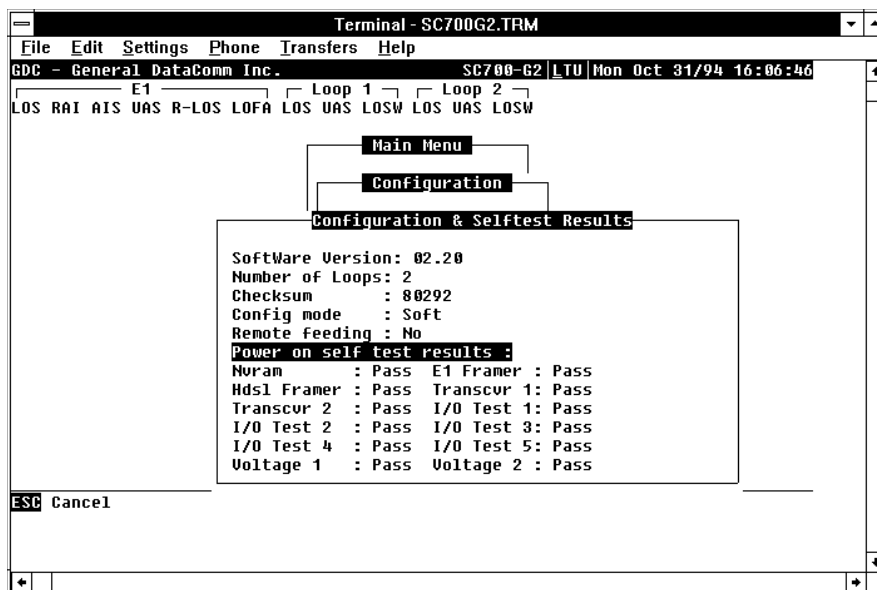 Terminal - SC700G2.TRM
File Edit Settings Phone Transfers Help
GDC - General DataComm Inc. SC700-G2 LTU Mon Oct 31/94 16:06:46
E1 Loop 1 Loop 2
LOS RAI AIS UAS R-LOS LOFA LOS UAS LOSW LOS UAS LOSW
Main Menu
Configuration
Configuration & Selftest Results
SoftWare Version: 02.20
Number of Loops: 2
Checksum : 80292
Config mode : Soft
Remote feeding : No
Power on self test results :
Nvram : Pass E1 Framer : Pass
Hdsl Framer : Pass Transcvr 1: Pass
Transcvr 2 : Pass I/O Test 1: Pass
I/O Test 2 : Pass I/O Test 3: Pass
I/O Test 4 : Pass I/O Test 5: Pass
Voltage 1 : Pass Voltage 2 : Pass
ESC Cancel